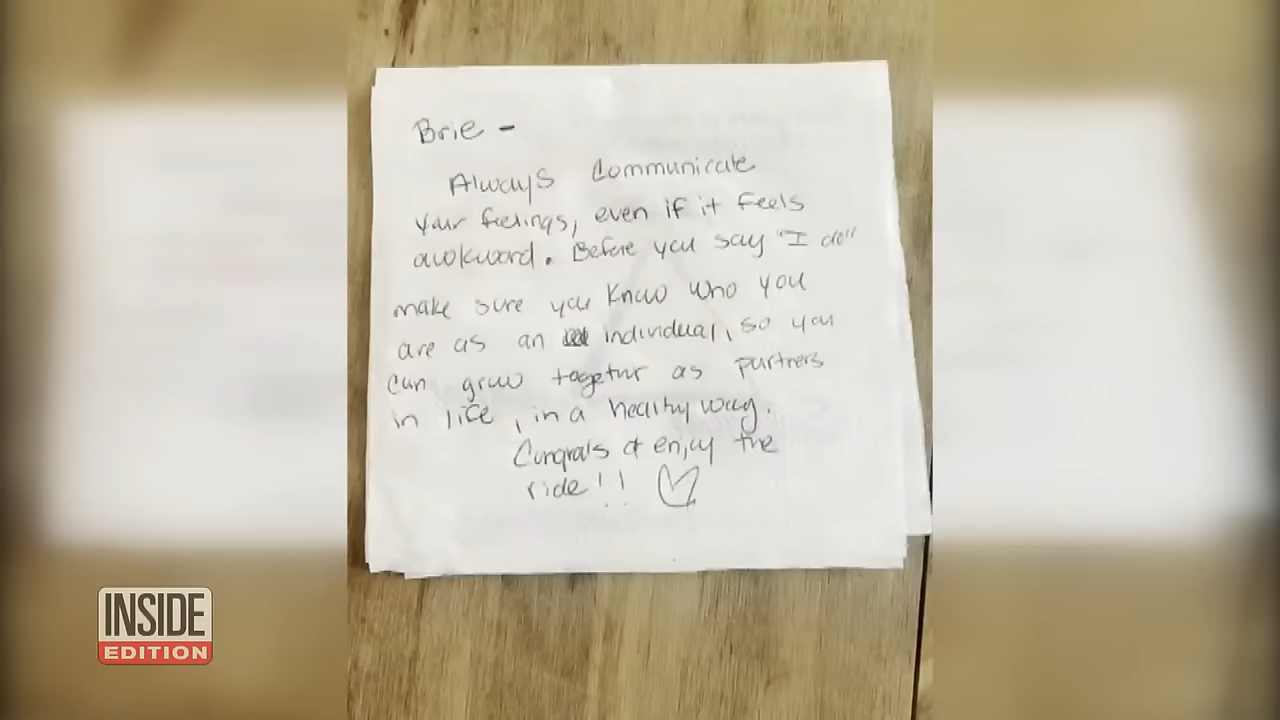 Brie -
Always Communicate
your feelings, even if it feels
awkward. Before you say "I do"
make sure you know who you
are as an individual, so you
can grow togethr as partners
in life, in a healthy way.
Congrats & enjoy the
ride!!
INSIDE
EDITION